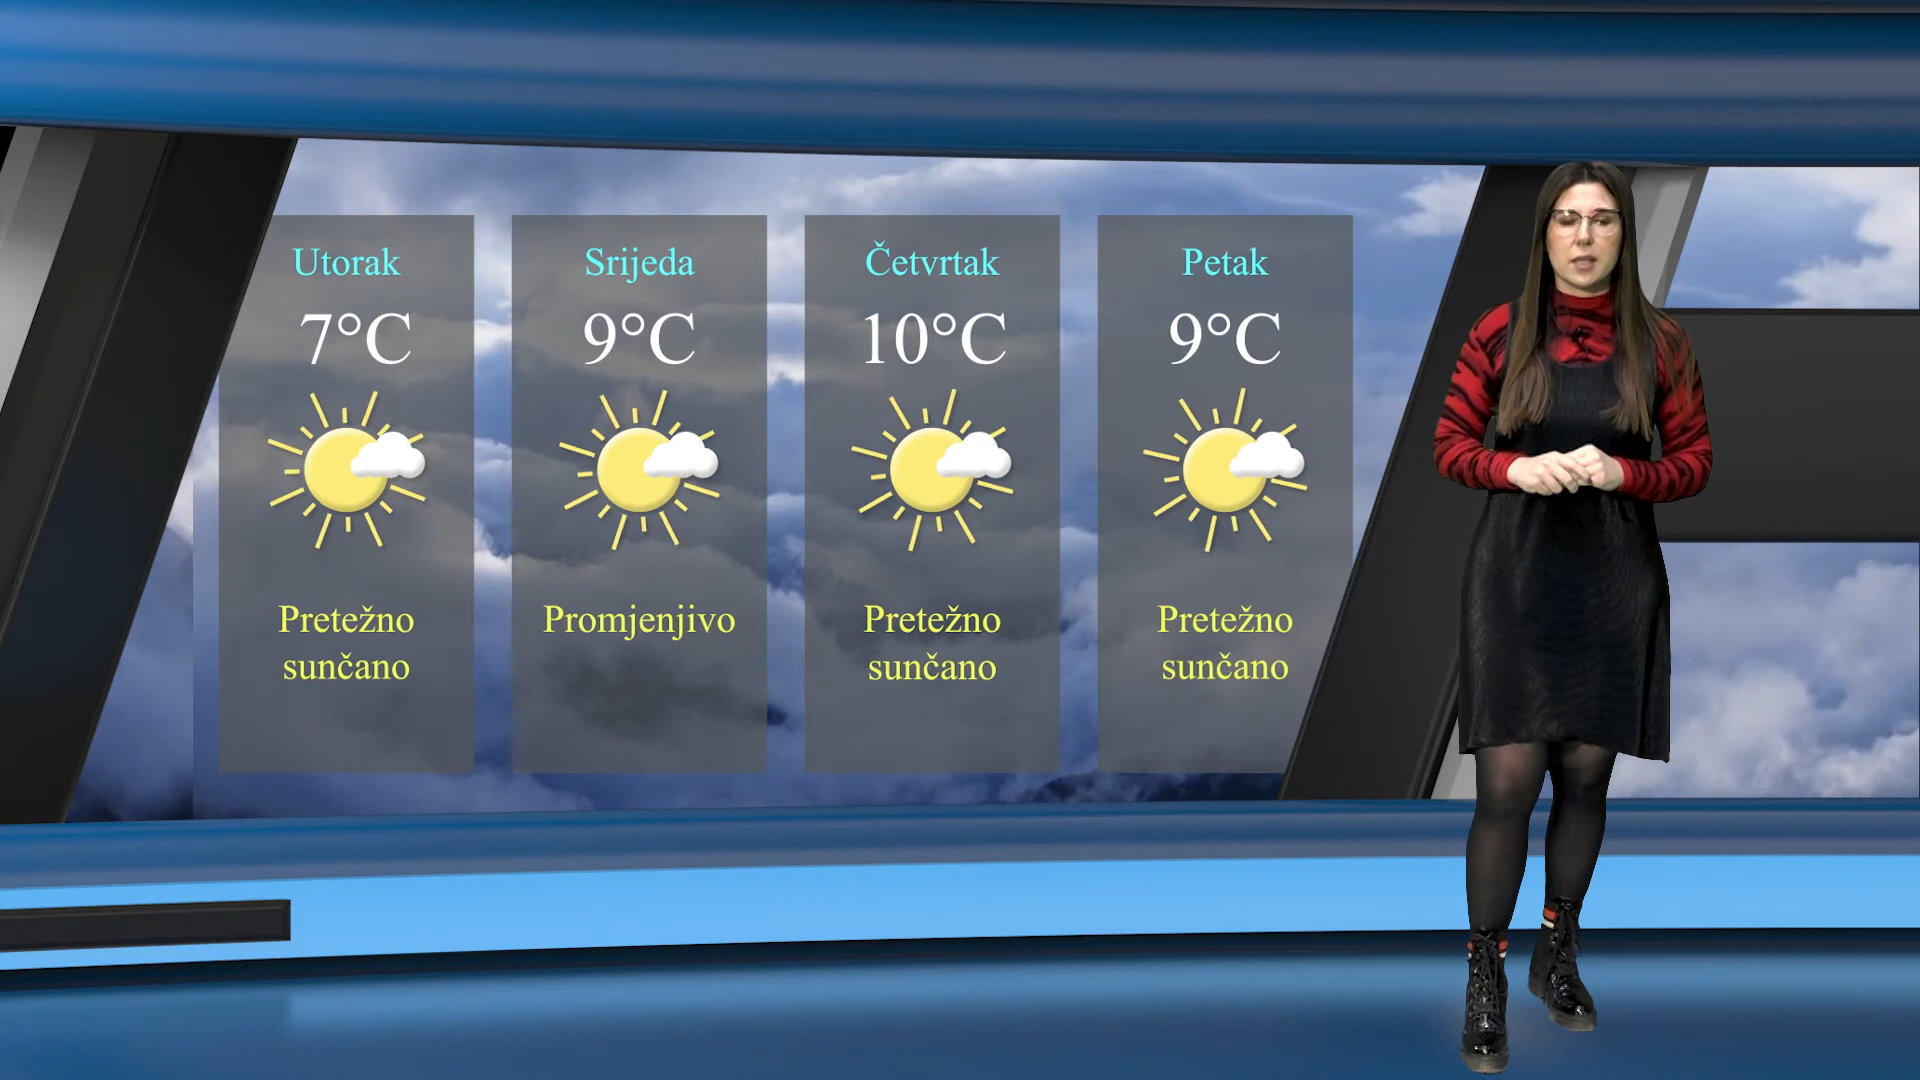 Utorak
7°C
Pretežno
sunčano
Srijeda
9°C
Promjenjivo
Četvrtak
10°C
Pretežno
sunčano
Petak
9°C
Pretežno
sunčano